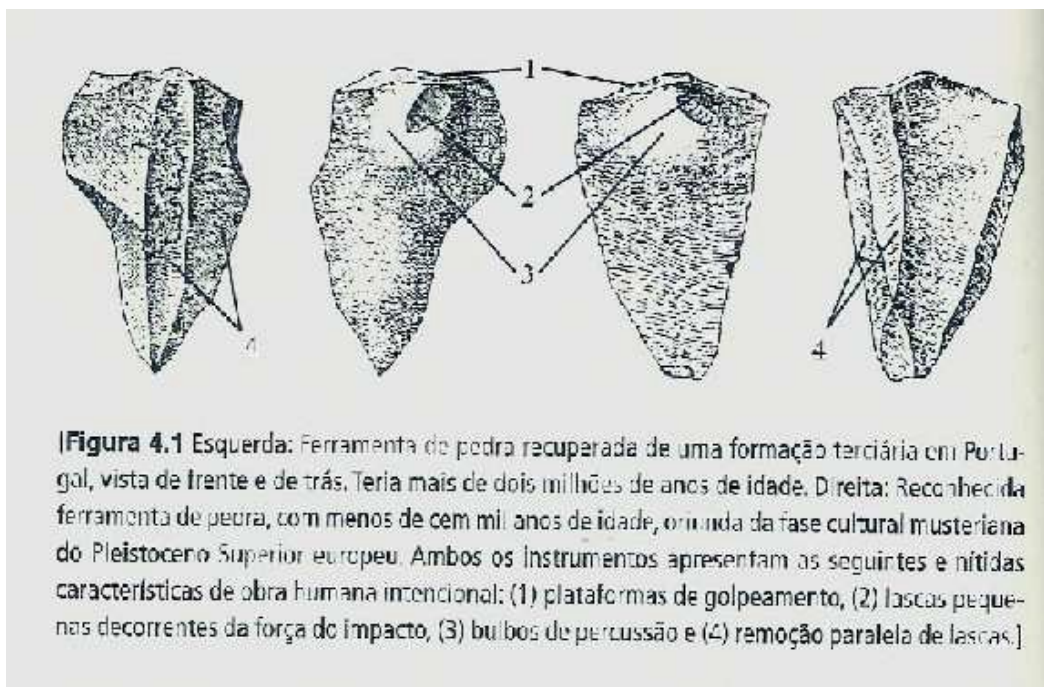 1
2
3
4
4
[Figura 4.1 Esquerda: Ferramenta de pedra recuperada de uma formação terciária em Portu-
gal, vista de frente e de trás. Teria mais de dois milhões de anos de idade. Direita: Reconhecida
ferramenta de pedra, com menos de cem mil anos de idade, oriunda da fase cultural musteriana
do Pleistoceno Superior europeu. Ambos os instrumentos apresentam as seguintes e nítidas
características de obra humana intencional: (1) plataformas de golpeamento, (2) lascas peque-
nas decorrentes da força do impacto, (3) bulbos de percussão e (4) remoção paralela de lascas.]